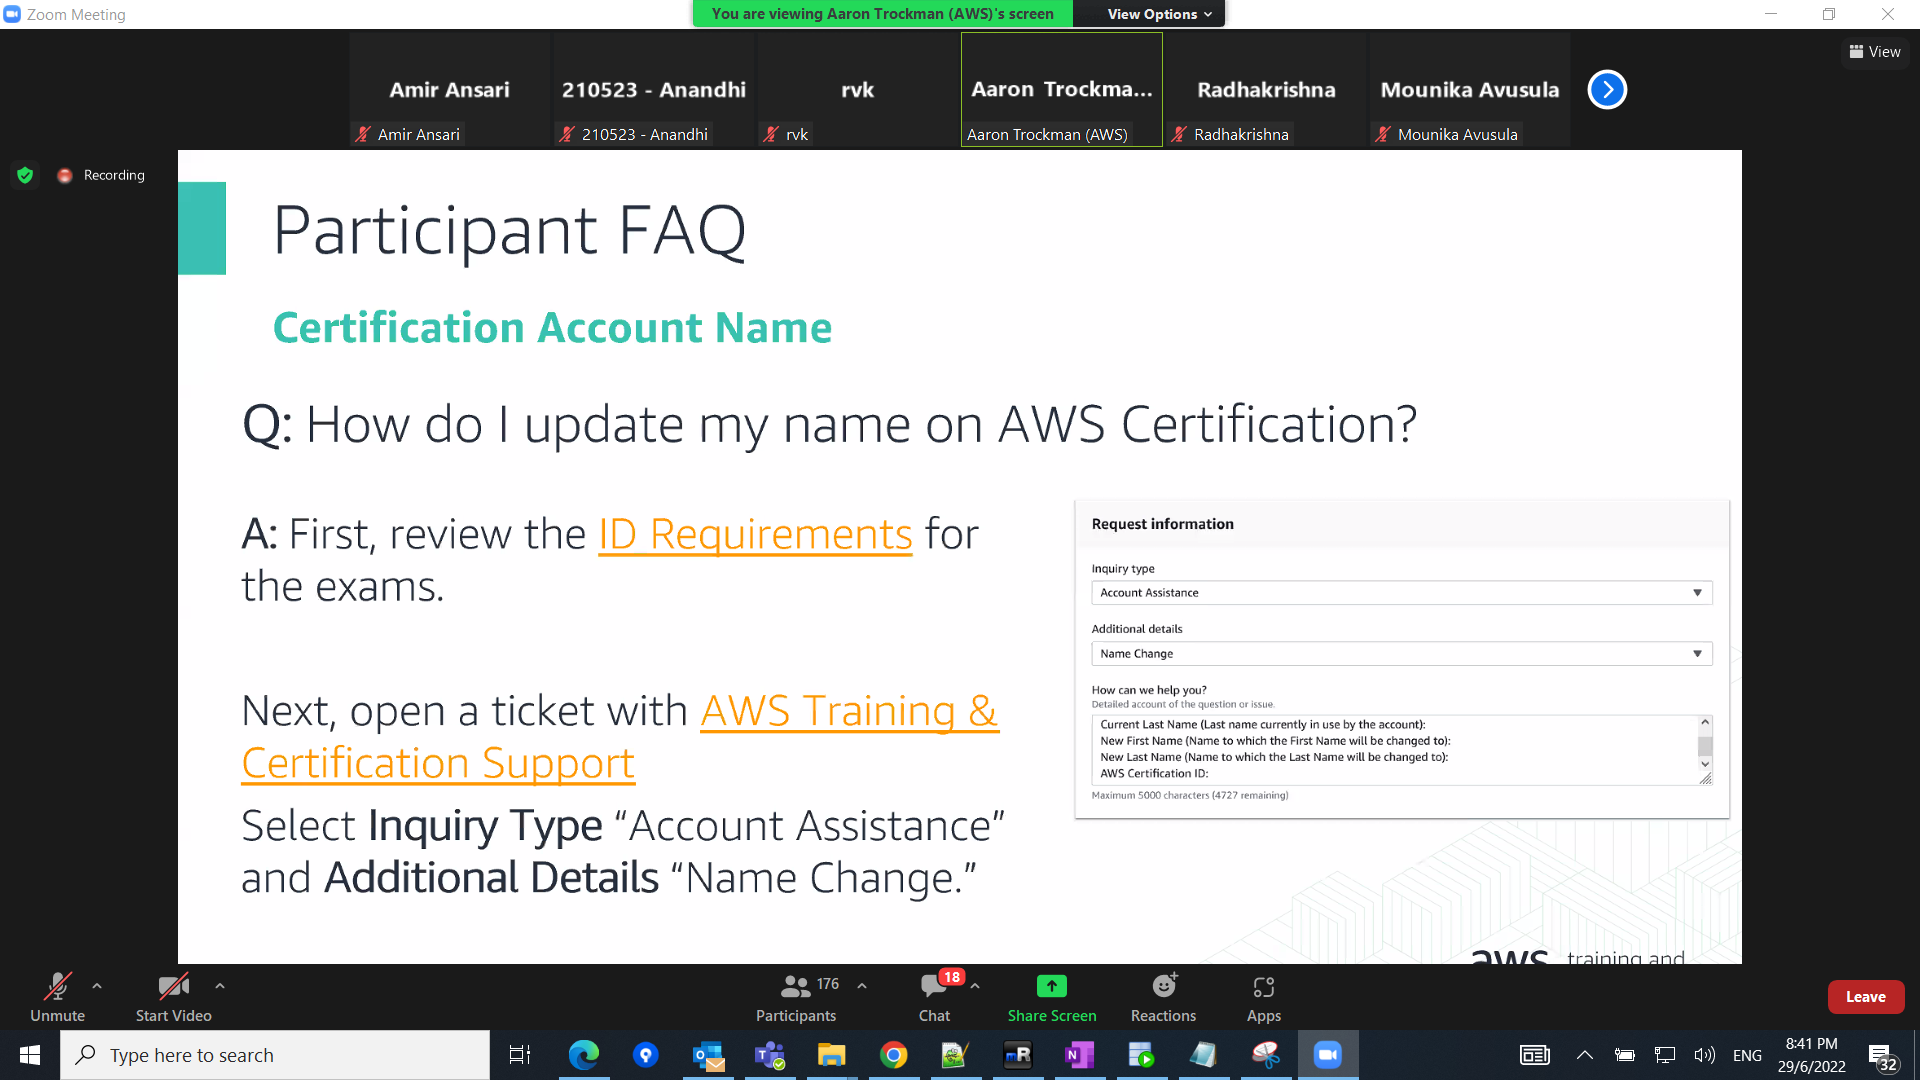 Zoom Meeting
You are viewing Aaron Trockman (AWS)'s screen
View Options
View
Amir Ansari
210523 - Anandhi
rvk
Aaron Trockma...
Radhakrishna
Mounika Avusula
Amir Ansari
210523 - Anandhi
rvk
Aaron Trockman (AWS)
Radhakrishna
Mounika Avusula
Recording
Participant FAQ
Certification Account Name
Q: How do I update my name on AWS Certification?
A: First, review the ID Requirements for
the exams.
Next, open a ticket with AWS Training &
Certification Support
Select Inquiry Type “Account Assistance”
and Additional Details “Name Change.”
Request information
Inquiry type
Account Assistance
Additional details
Name Change
How can we help you?
Detailed account of the question or issue.
Current Last Name (Last name currently in use by the account):
New First Name (Name to which the First Name will be changed to):
New Last Name (Name to which the Last Name will be changed to):
AWS Certification ID:
Maximum 5000 characters (4727 remaining)
aws training and
Unmute
Start Video
176
Participants
18
Chat
Share Screen
Reactions
Apps
Leave
Type here to search
mR
ENG
8:41 PM
29/6/2022
32